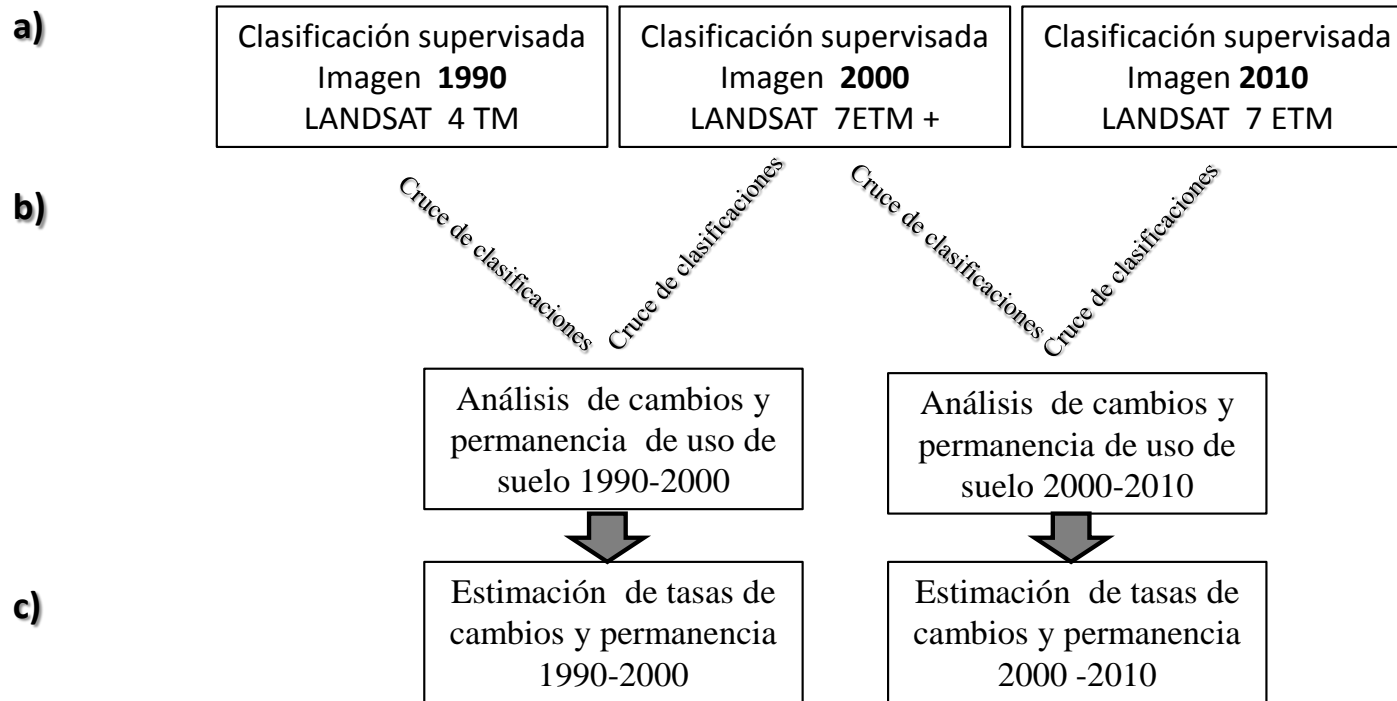 a)
Clasificación supervisada
Imagen 1990
LANDSAT 4 TM
Clasificación supervisada
Imagen 2000
LANDSAT 7ETM +
Clasificación supervisada
Imagen 2010
LANDSAT 7 ETM
b)
Cruce de clasificaciones
Cruce de clasificaciones
Cruce de clasificaciones
Cruce de clasificaciones
Análisis de cambios y
permanencia de uso de
suelo 1990-2000
Análisis de cambios y
permanencia de uso de
suelo 2000-2010
c)
Estimación de tasas de
cambios y permanencia
1990-2000
Estimación de tasas de
cambios y permanencia
2000 -2010